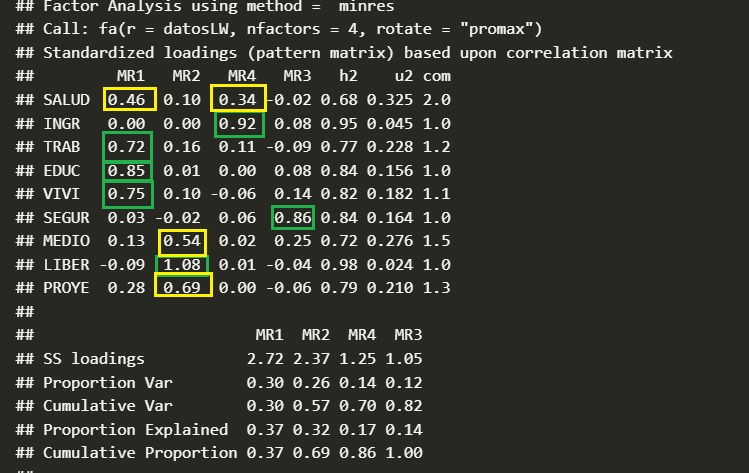 ## Factor Analysis using method =  minres
## Call: fa(r = datosLW, nfactors = 4, rotate = "promax")
## Standardized loadings (pattern matrix) based upon correlation matrix
##         MR1   MR2   MR4   MR3   h2    u2 com
## SALUD  0.46  0.10  0.34 -0.02 0.68 0.325 2.0
## INGR   0.00  0.00  0.92  0.08 0.95 0.045 1.0
## TRAB   0.72  0.16  0.11 -0.09 0.77 0.228 1.2
## EDUC   0.85  0.01  0.00  0.08 0.84 0.156 1.0
## VIVI   0.75  0.10 -0.06  0.14 0.82 0.182 1.1
## SEGUR  0.03 -0.02  0.06  0.86 0.84 0.164 1.0
## MEDIO  0.13  0.54  0.02  0.25 0.72 0.276 1.5
## LIBER -0.09  1.08  0.01 -0.04 0.98 0.024 1.0
## PROYE  0.28  0.69  0.00 -0.06 0.79 0.210 1.3
##
##                        MR1  MR2  MR4  MR3
## SS loadings           2.72 2.37 1.25 1.05
## Proportion Var        0.30 0.26 0.14 0.12
## Cumulative Var        0.30 0.57 0.70 0.82
## Proportion Explained  0.37 0.32 0.17 0.14
## Cumulative Proportion 0.37 0.69 0.86 1.00
##